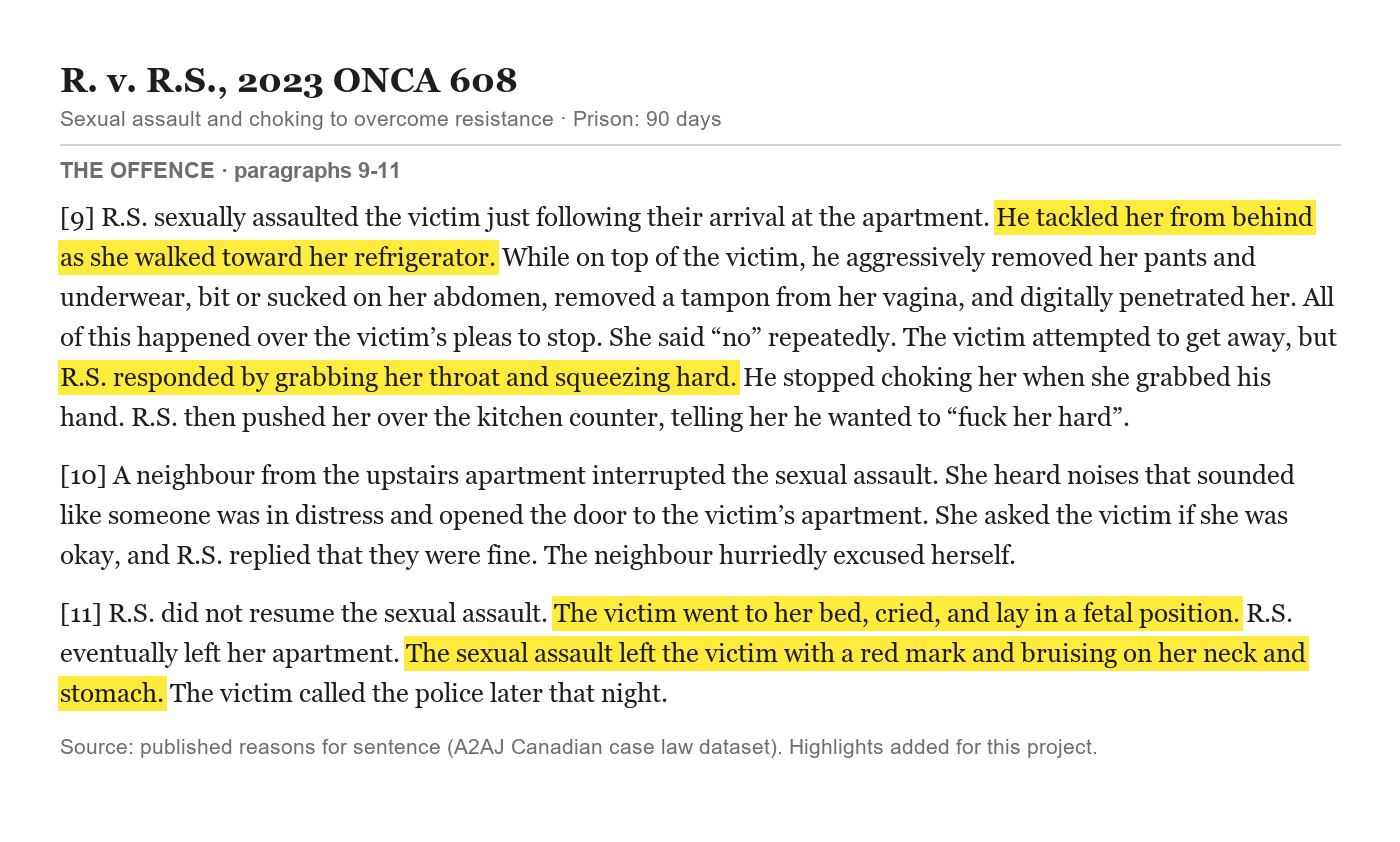 R. v. R.S., 2023 ONCA 608
Sexual assault and choking to overcome resistance · Prison: 90 days
THE OFFENCE · paragraphs 9-11
[9] R.S. sexually assaulted the victim just following their arrival at the apartment. He tackled her from behind
as she walked toward her refrigerator. While on top of the victim, he aggressively removed her pants and
underwear, bit or sucked on her abdomen, removed a tampon from her vagina, and digitally penetrated her. All
of this happened over the victim’s pleas to stop. She said “no” repeatedly. The victim attempted to get away, but
R.S. responded by grabbing her throat and squeezing hard. He stopped choking her when she grabbed his
hand. R.S. then pushed her over the kitchen counter, telling her he wanted to “fuck her hard”.
[10] A neighbour from the upstairs apartment interrupted the sexual assault. She heard noises that sounded
like someone was in distress and opened the door to the victim’s apartment. She asked the victim if she was
okay, and R.S. replied that they were fine. The neighbour hurriedly excused herself.
[11] R.S. did not resume the sexual assault. The victim went to her bed, cried, and lay in a fetal position. R.S.
eventually left her apartment. The sexual assault left the victim with a red mark and bruising on her neck and
stomach. The victim called the police later that night.
Source: published reasons for sentence (A2AJ Canadian case law dataset). Highlights added for this project.